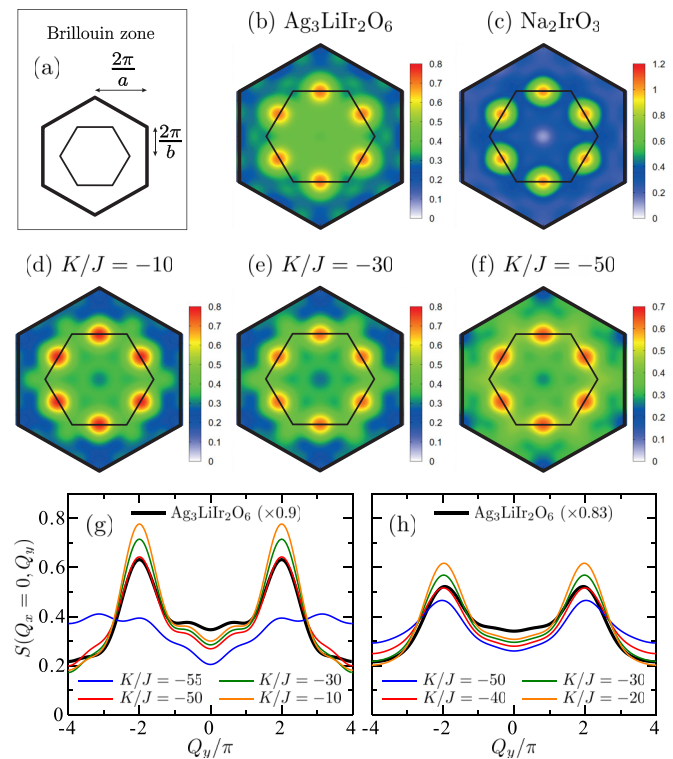 Brillouin zone
(a)
2π
a
2π
b
(b) Ag₃LiIr₂O₆
0.8
0.7
0.6
0.5
0.4
0.3
0.2
0.1
0
(c) Na₂IrO₃
1.2
1
0.8
0.6
0.4
0.2
0
(d) K/J = −10
0.8
0.7
0.6
0.5
0.4
0.3
0.2
0.1
0
(e) K/J = −30
0.8
0.7
0.6
0.5
0.4
0.3
0.2
0.1
0
(f) K/J = −50
0.7
0.6
0.5
0.4
0.3
0.2
0.1
0
(g)
Ag₃LiIr₂O₆ (×0.9)
S(Qₓ = 0, Q_y)
0.8
0.6
0.4
0.2
0
K/J = −55 K/J = −30
K/J = −50 K/J = −10
-4 -2 0 2 4
Q_y/π
(h)
Ag₃LiIr₂O₆ (×0.83)
K/J = −50 K/J = −30
K/J = −40 K/J = −20
-4 -2 0 2 4
Q_y/π